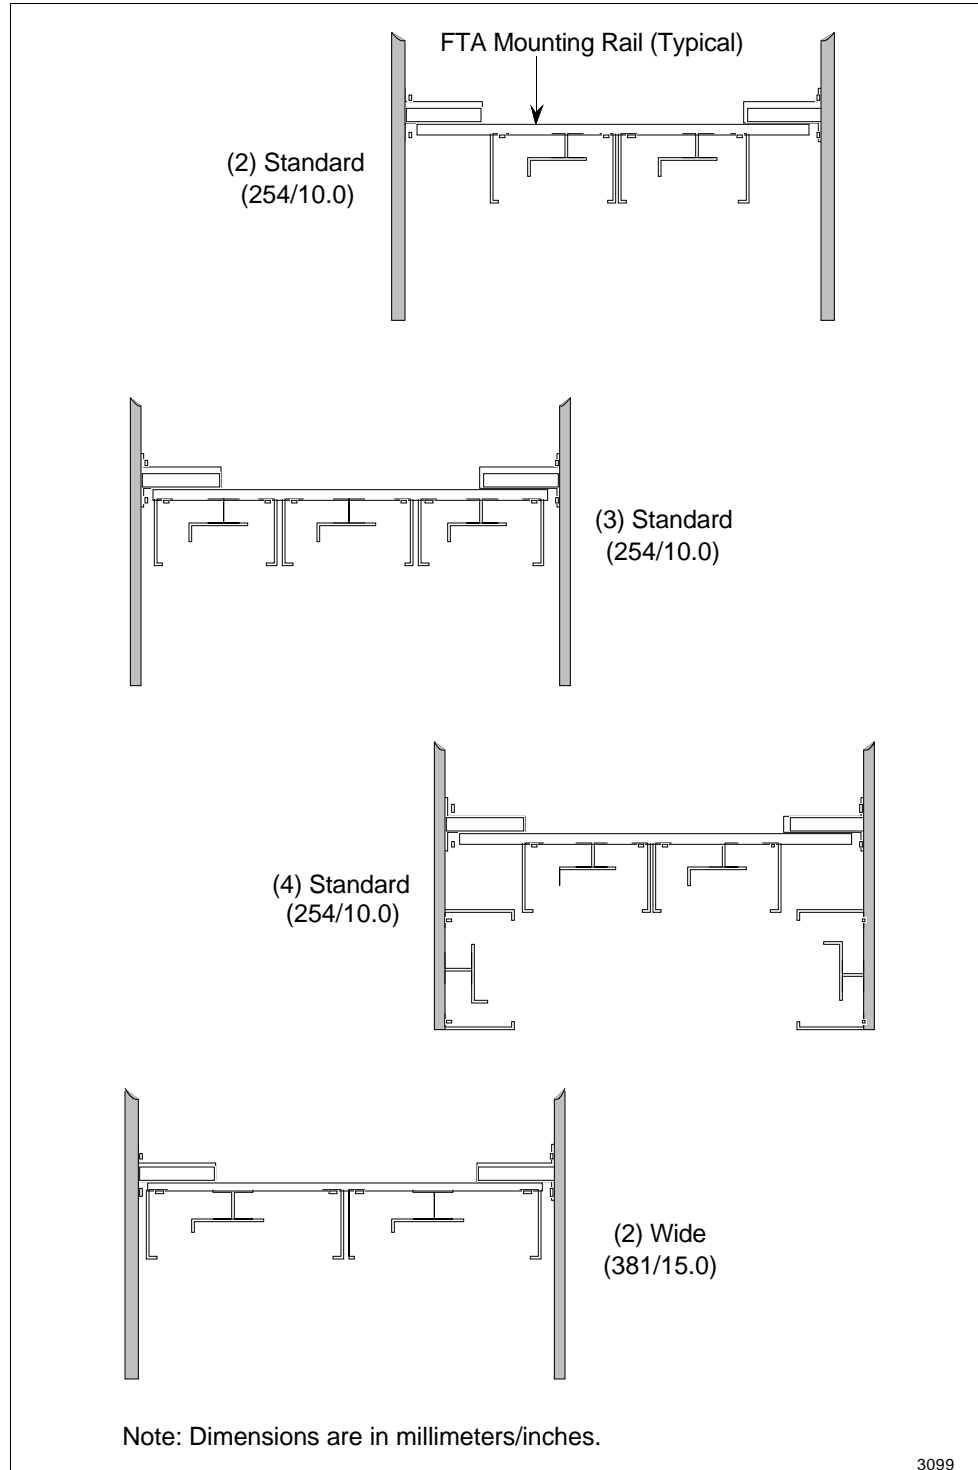 FTA Mounting Rail (Typical)
(2) Standard
(254/10.0)
(3) Standard
(254/10.0)
(4) Standard
(254/10.0)
(2) Wide
(381/15.0)
Note: Dimensions are in millimeters/inches.
3099